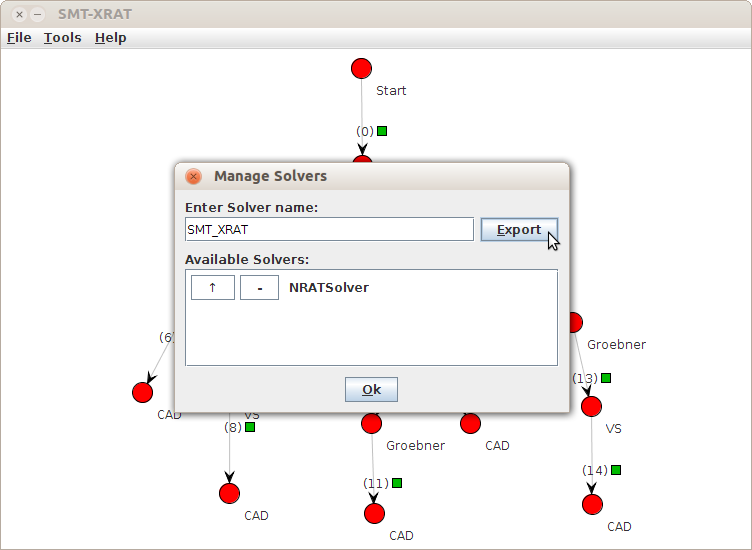 SMT-XRAT
File Tools Help
Start
(0)
Manage Solvers
Enter Solver name:
SMT_XRAT
Export
Available Solvers:
↑ - NRATSolver
Ok
(6)
Groebner
(13)
CAD
VS
(8)
VS
Groebner
CAD
(11)
(14)
CAD
CAD
CAD